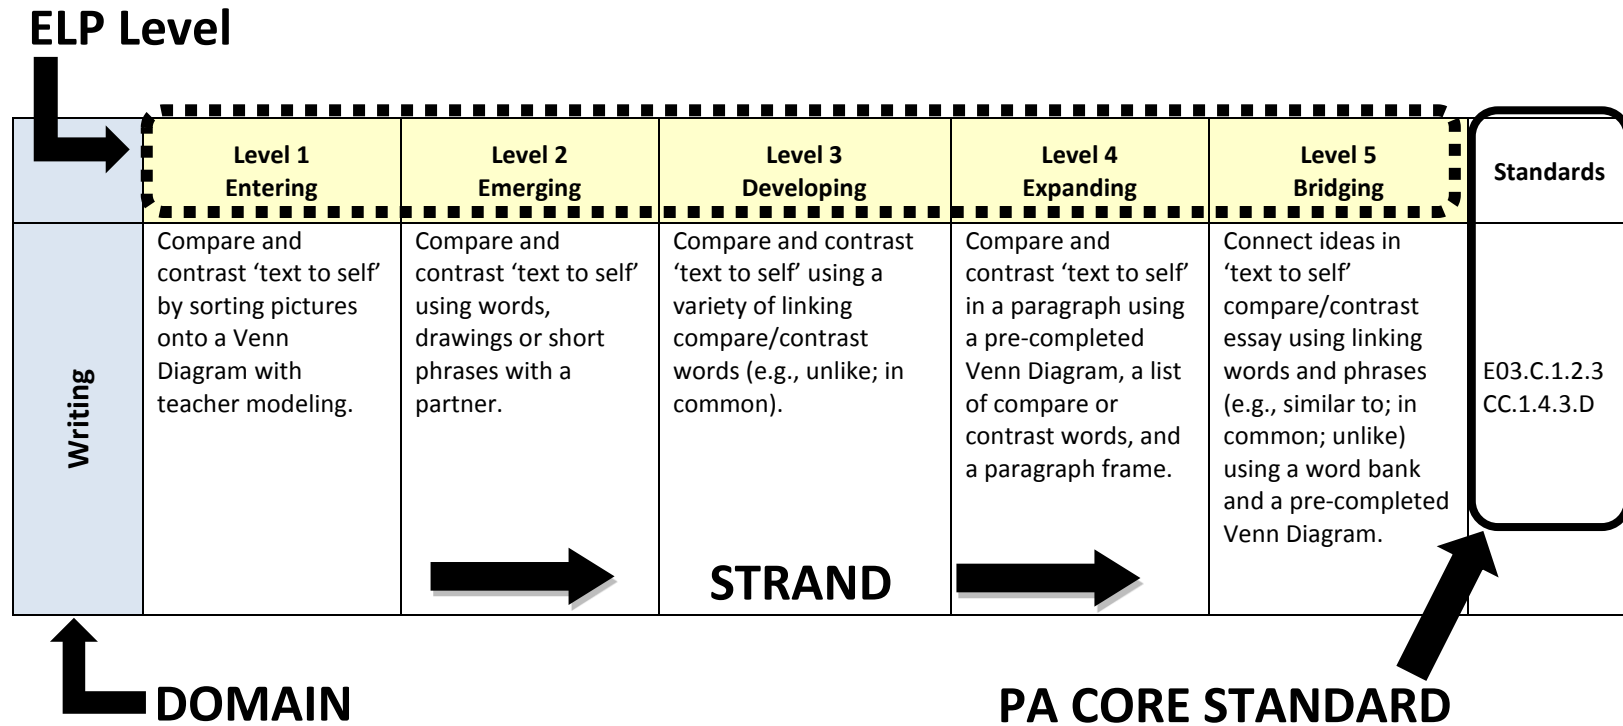 ELP Level
Level 1
Entering
Level 2
Emerging
Level 3
Developing
Level 4
Expanding
Level 5
Bridging
Standards
Writing
Compare and
contrast ‘text to self’
by sorting pictures
onto a Venn
Diagram with
teacher modeling.
Compare and
contrast ‘text to self’
using words,
drawings or short
phrases with a
partner.
Compare and contrast
‘text to self’ using a
variety of linking
compare/contrast
words (e.g., unlike; in
common).
Compare and
contrast ‘text to self’
in a paragraph using
a pre-completed
Venn Diagram, a list
of compare or
contrast words, and
a paragraph frame.
Connect ideas in
‘text to self’
compare/contrast
essay using linking
words and phrases
(e.g., similar to; in
common; unlike)
using a word bank
and a pre-completed
Venn Diagram.
E03.C.1.2.3
CC.1.4.3.D
STRAND
DOMAIN
PA CORE STANDARD